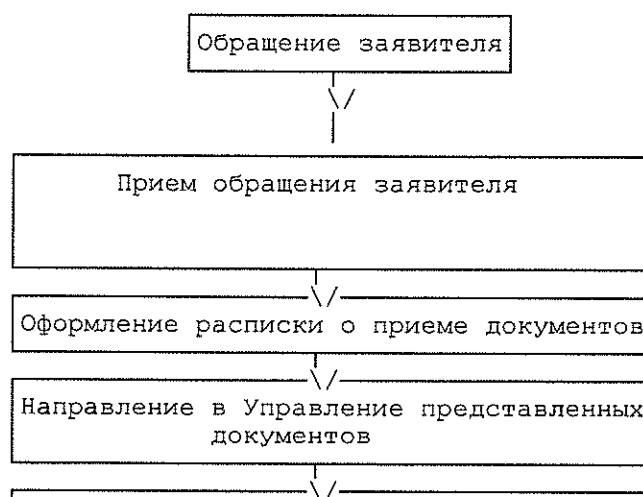 Обращение заявителя
Прием обращения заявителя
Оформление расписки о приеме документов
Направление в Управление представленных
документов